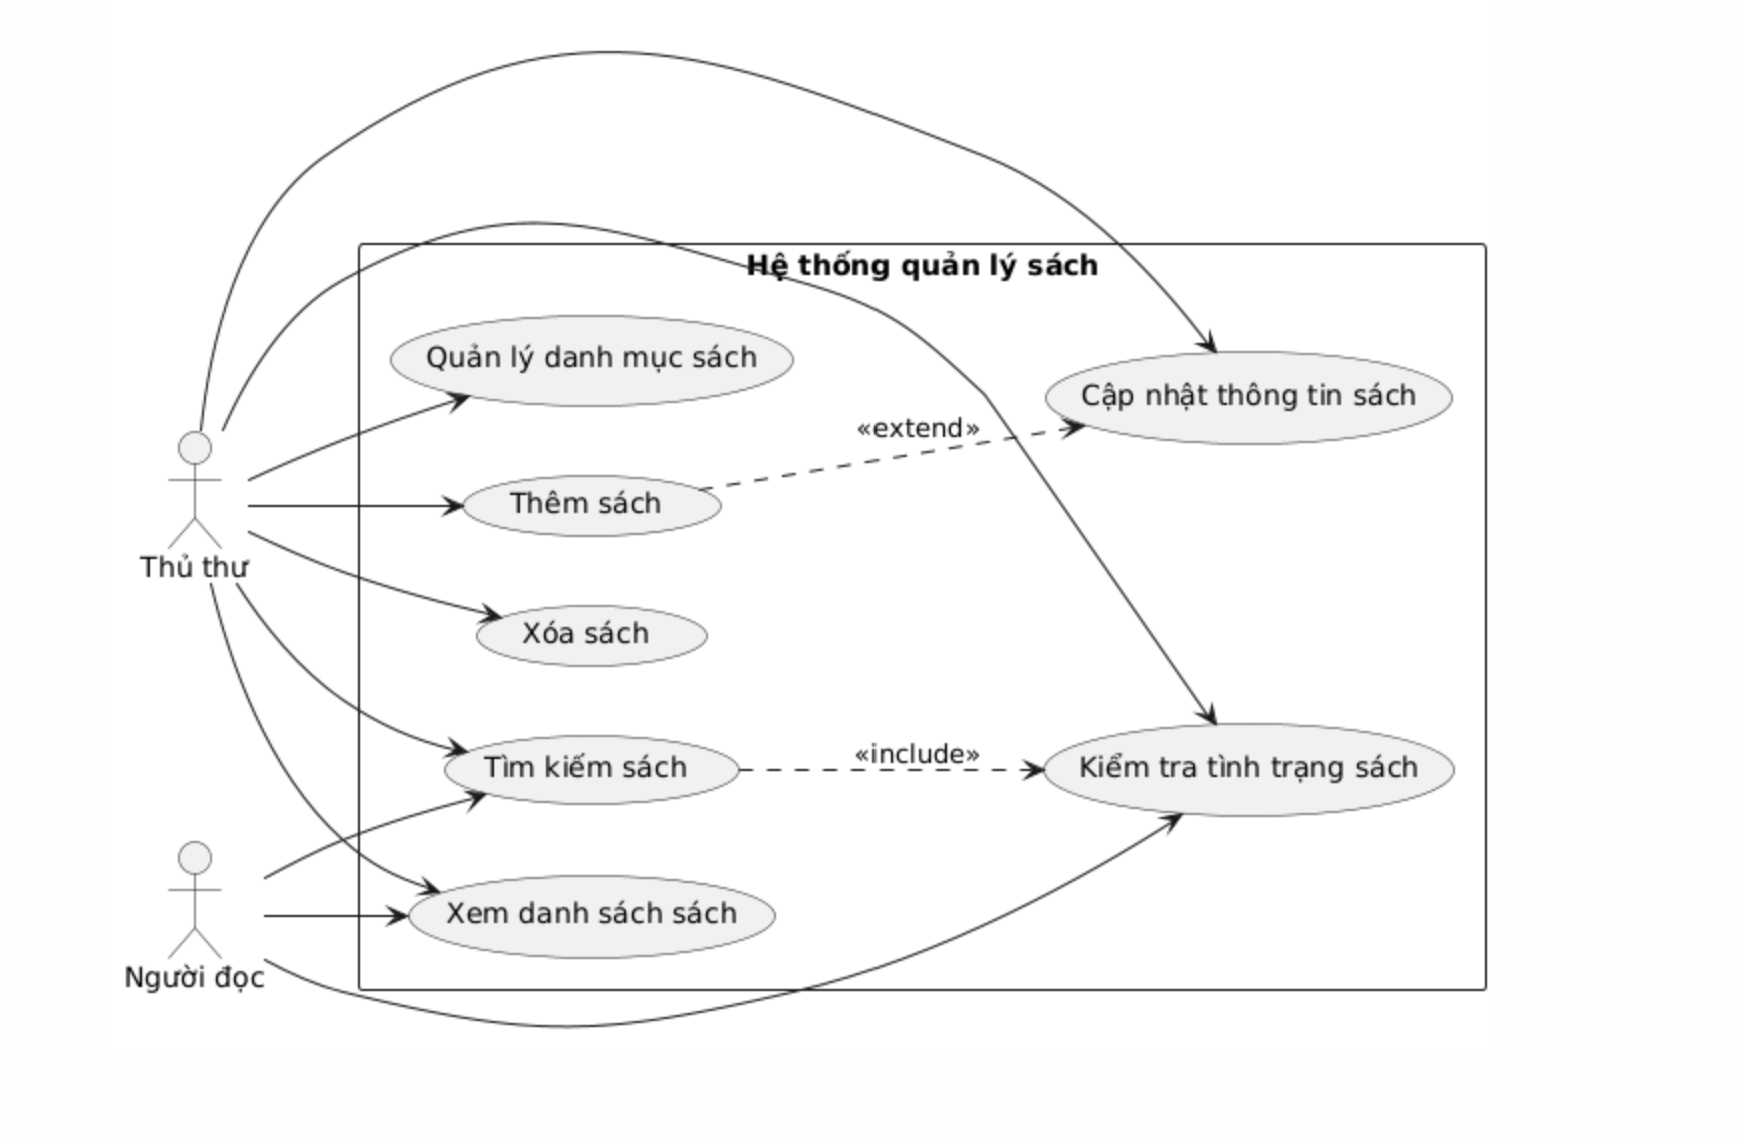 Hệ thống quản lý sách
Quản lý danh mục sách
Cập nhật thông tin sách
«extend»
Thêm sách
Thủ thư
Xóa sách
«include»
Tìm kiếm sách
Kiểm tra tình trạng sách
Xem danh sách sách
Người đọc